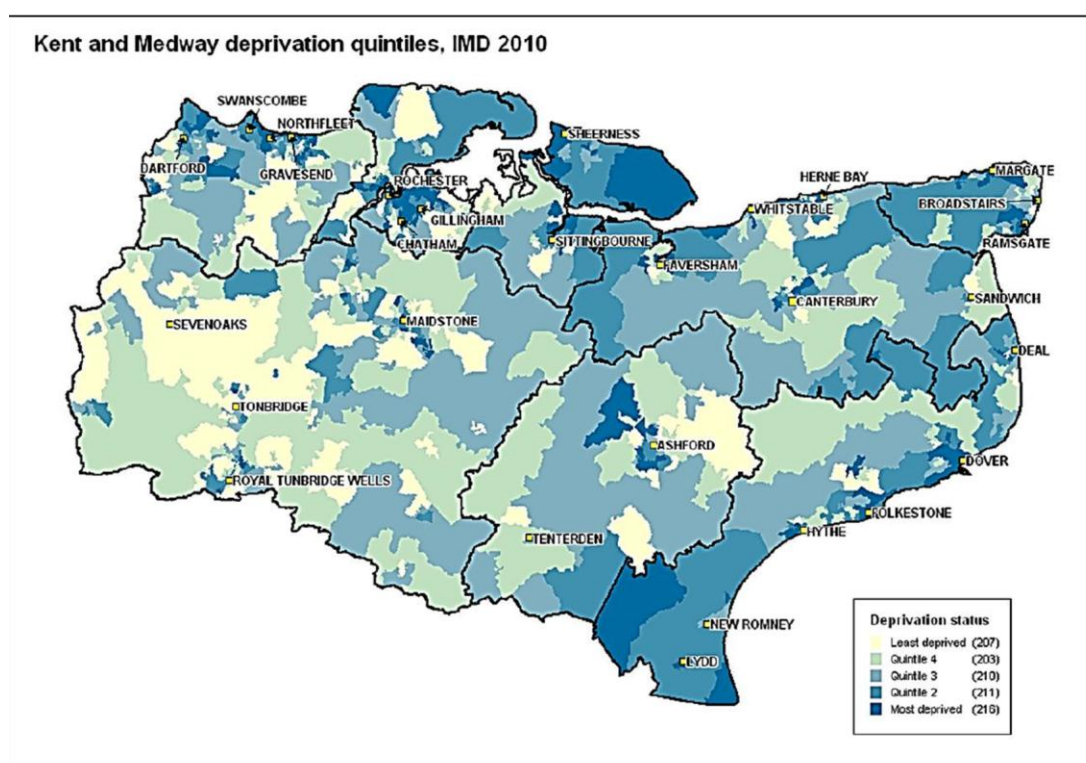 Kent and Medway deprivation quintiles, IMD 2010
SWANSCOMBE
NORTHFLEET
DARTFORD
GRAVESEND
SHEERNESS
ROCHESTER
GILLINGHAM
CHATHAM
SITTINGBOURNE
HERNE BAY
WHITSTABLE
MARGATE
BROADSTAIRS
RAMSGATE
FAVERSHAM
CANTERBURY
SANDWICH
SEVENOAKS
MAIDSTONE
DEAL
TONBRIDGE
ASHFORD
DOVER
ROYAL TUNBRIDGE WELLS
FOLKESTONE
HYTHE
TENTERDEN
NEW ROMNEY
LYDD
Deprivation status
Least deprived (207)
Quintile 4 (203)
Quintile 3 (210)
Quintile 2 (211)
Most deprived (216)